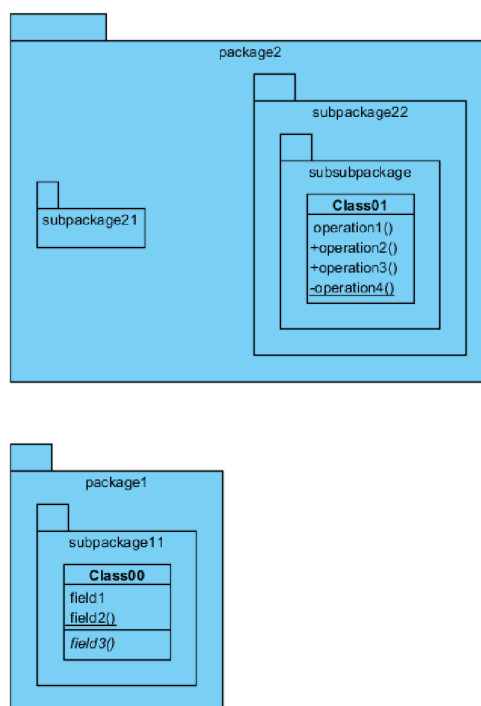 package2
subpackage22
subsubpackage
Class01
operation1()
+operation2()
+operation3()
-operation4()
subpackage21
package1
subpackage11
Class00
field1
field2()
field3()